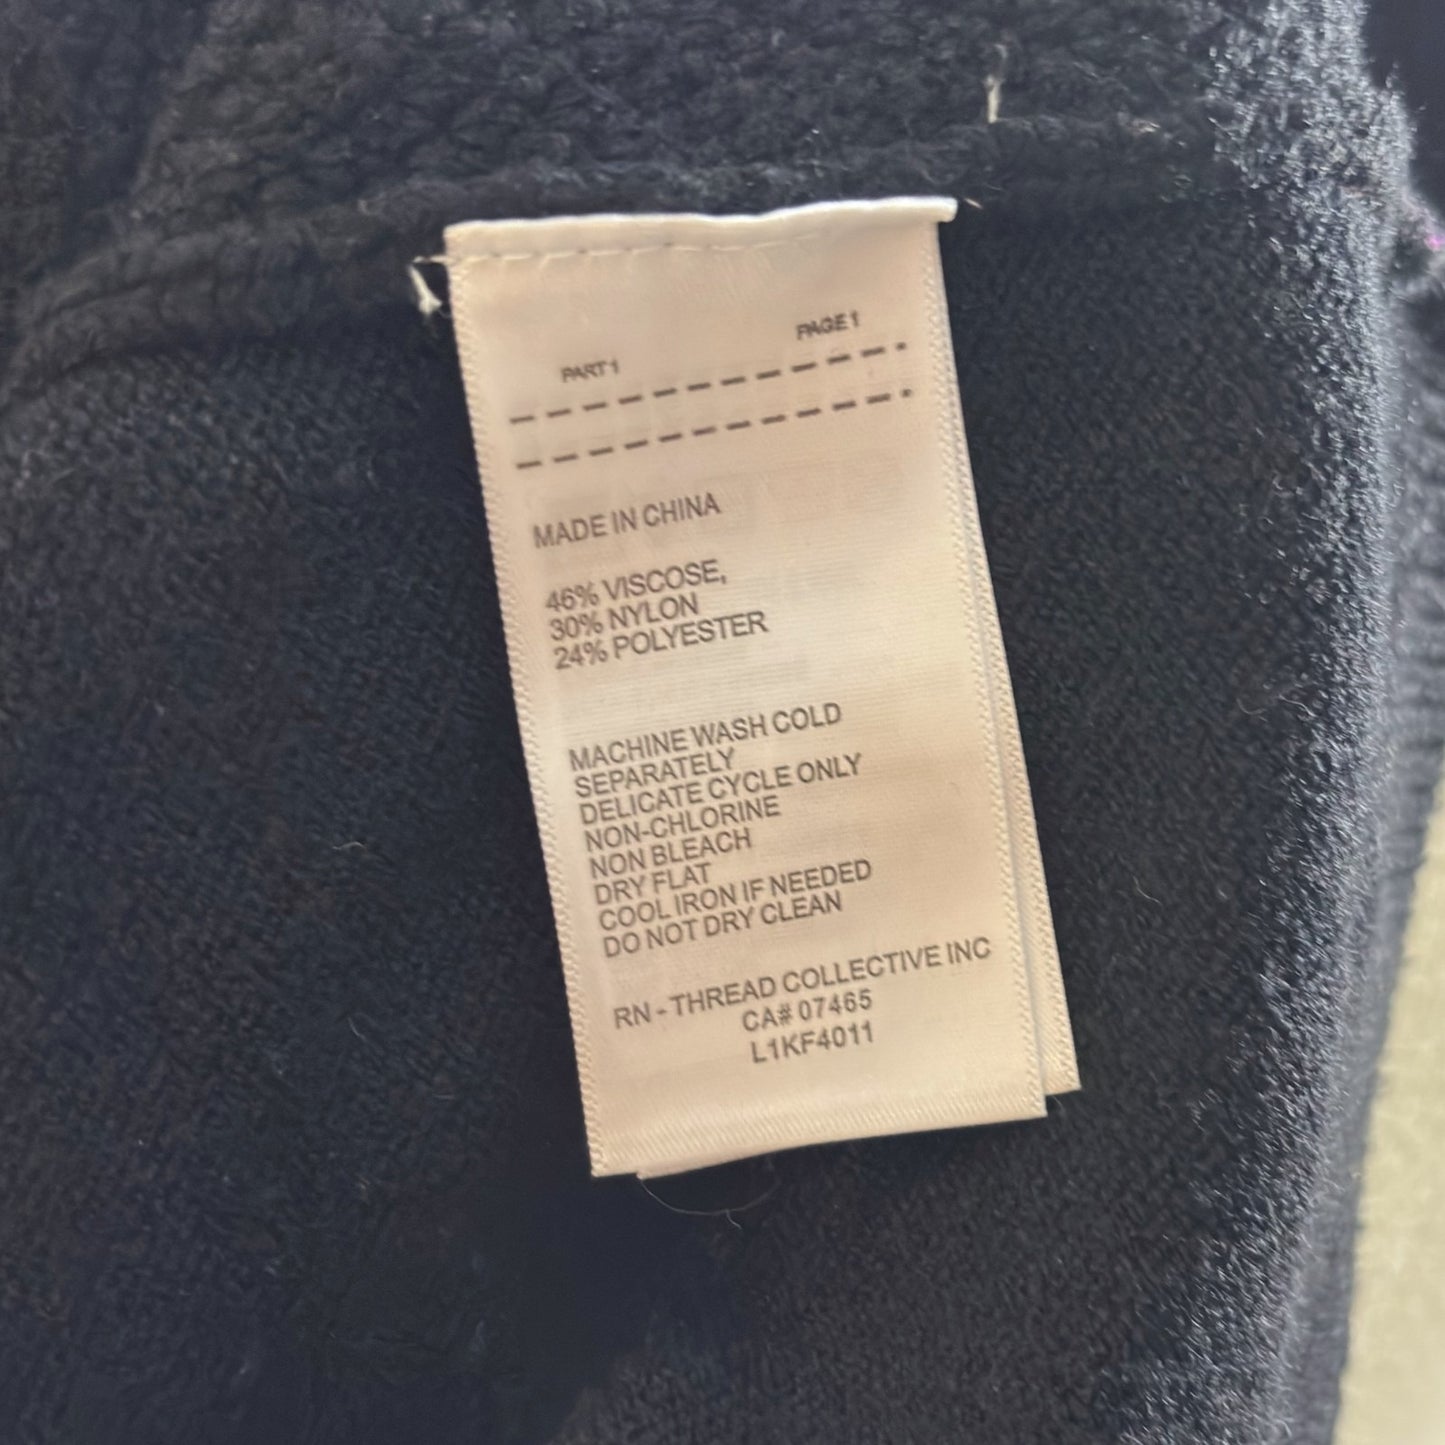 PART 1 PAGE 1
MADE IN CHINA
46% VISCOSE,
30% NYLON
24% POLYESTER
MACHINE WASH COLD
SEPARATELY
DELICATE CYCLE ONLY
NON-CHLORINE
NON BLEACH
DRY FLAT
COOL IRON IF NEEDED
DO NOT DRY CLEAN
RN - THREAD COLLECTIVE INC
CA# 07465
L1KF4011